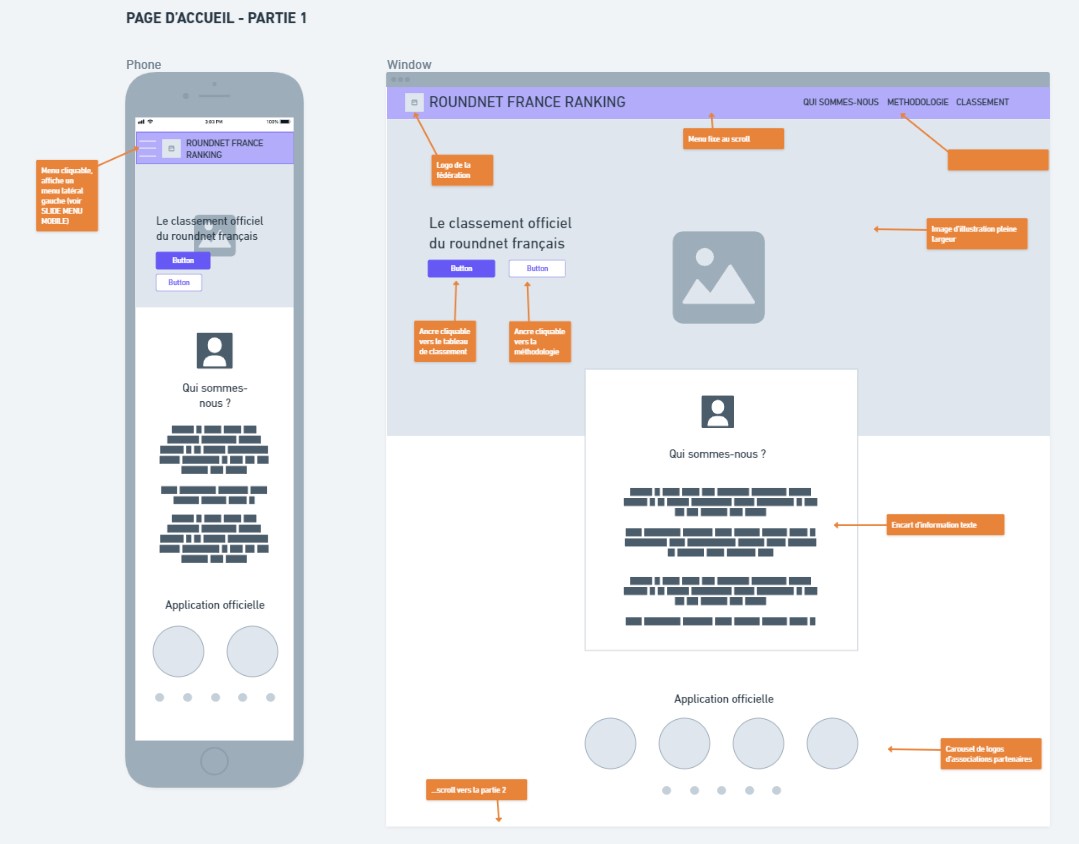 PAGE D'ACCUEIL - PARTIE 1
Phone
3:53 PM
100%
ROUNDNET FRANCE
RANKING
Menu cliquable,
affiche un
menu latéral
gauche (voir
SLIDE MENU
MOBILE)
Le classement officiel
du roundnet français
Button
Button
Qui sommes-
nous ?
Application officielle
Window
ROUNDNET FRANCE RANKING
QUI SOMMES-NOUS METHODOLOGIE CLASSEMENT
Logo de la
fédération
Menu fixe au scroll
Le classement officiel
du roundnet français
Button Button
Image d'illustration pleine
largeur
Ancre cliquable
vers le tableau
de classement
Ancre cliquable
vers la
méthodologie
Qui sommes-nous ?
Encart d'information texte
Application officielle
Carousel de logos
d'associations partenaires
...scroll vers la partie 2